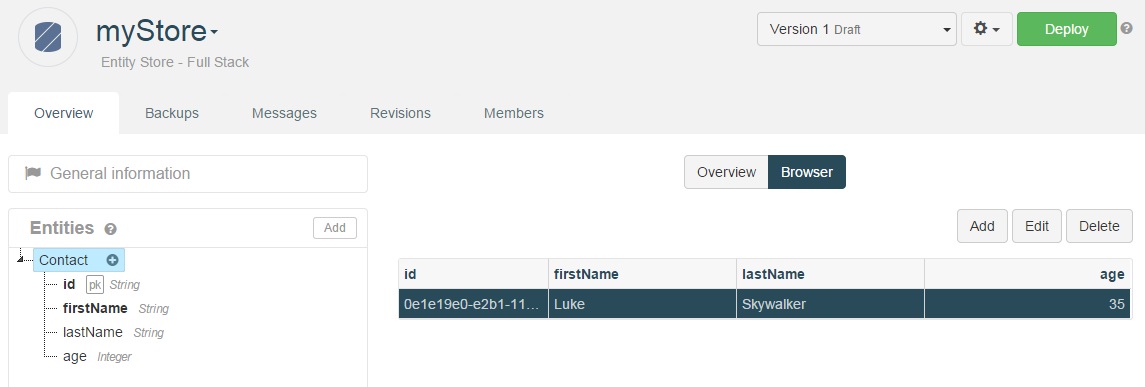 myStore
Entity Store - Full Stack
Version 1 Draft
Deploy
?
Overview Backups Messages Revisions Members
General information
Overview Browser
Entities ? Add
Add Edit Delete
Contact
id pk String
firstName String
lastName String
age Integer
id firstName lastName age
0e1e19e0-e2b1-11... Luke Skywalker 35